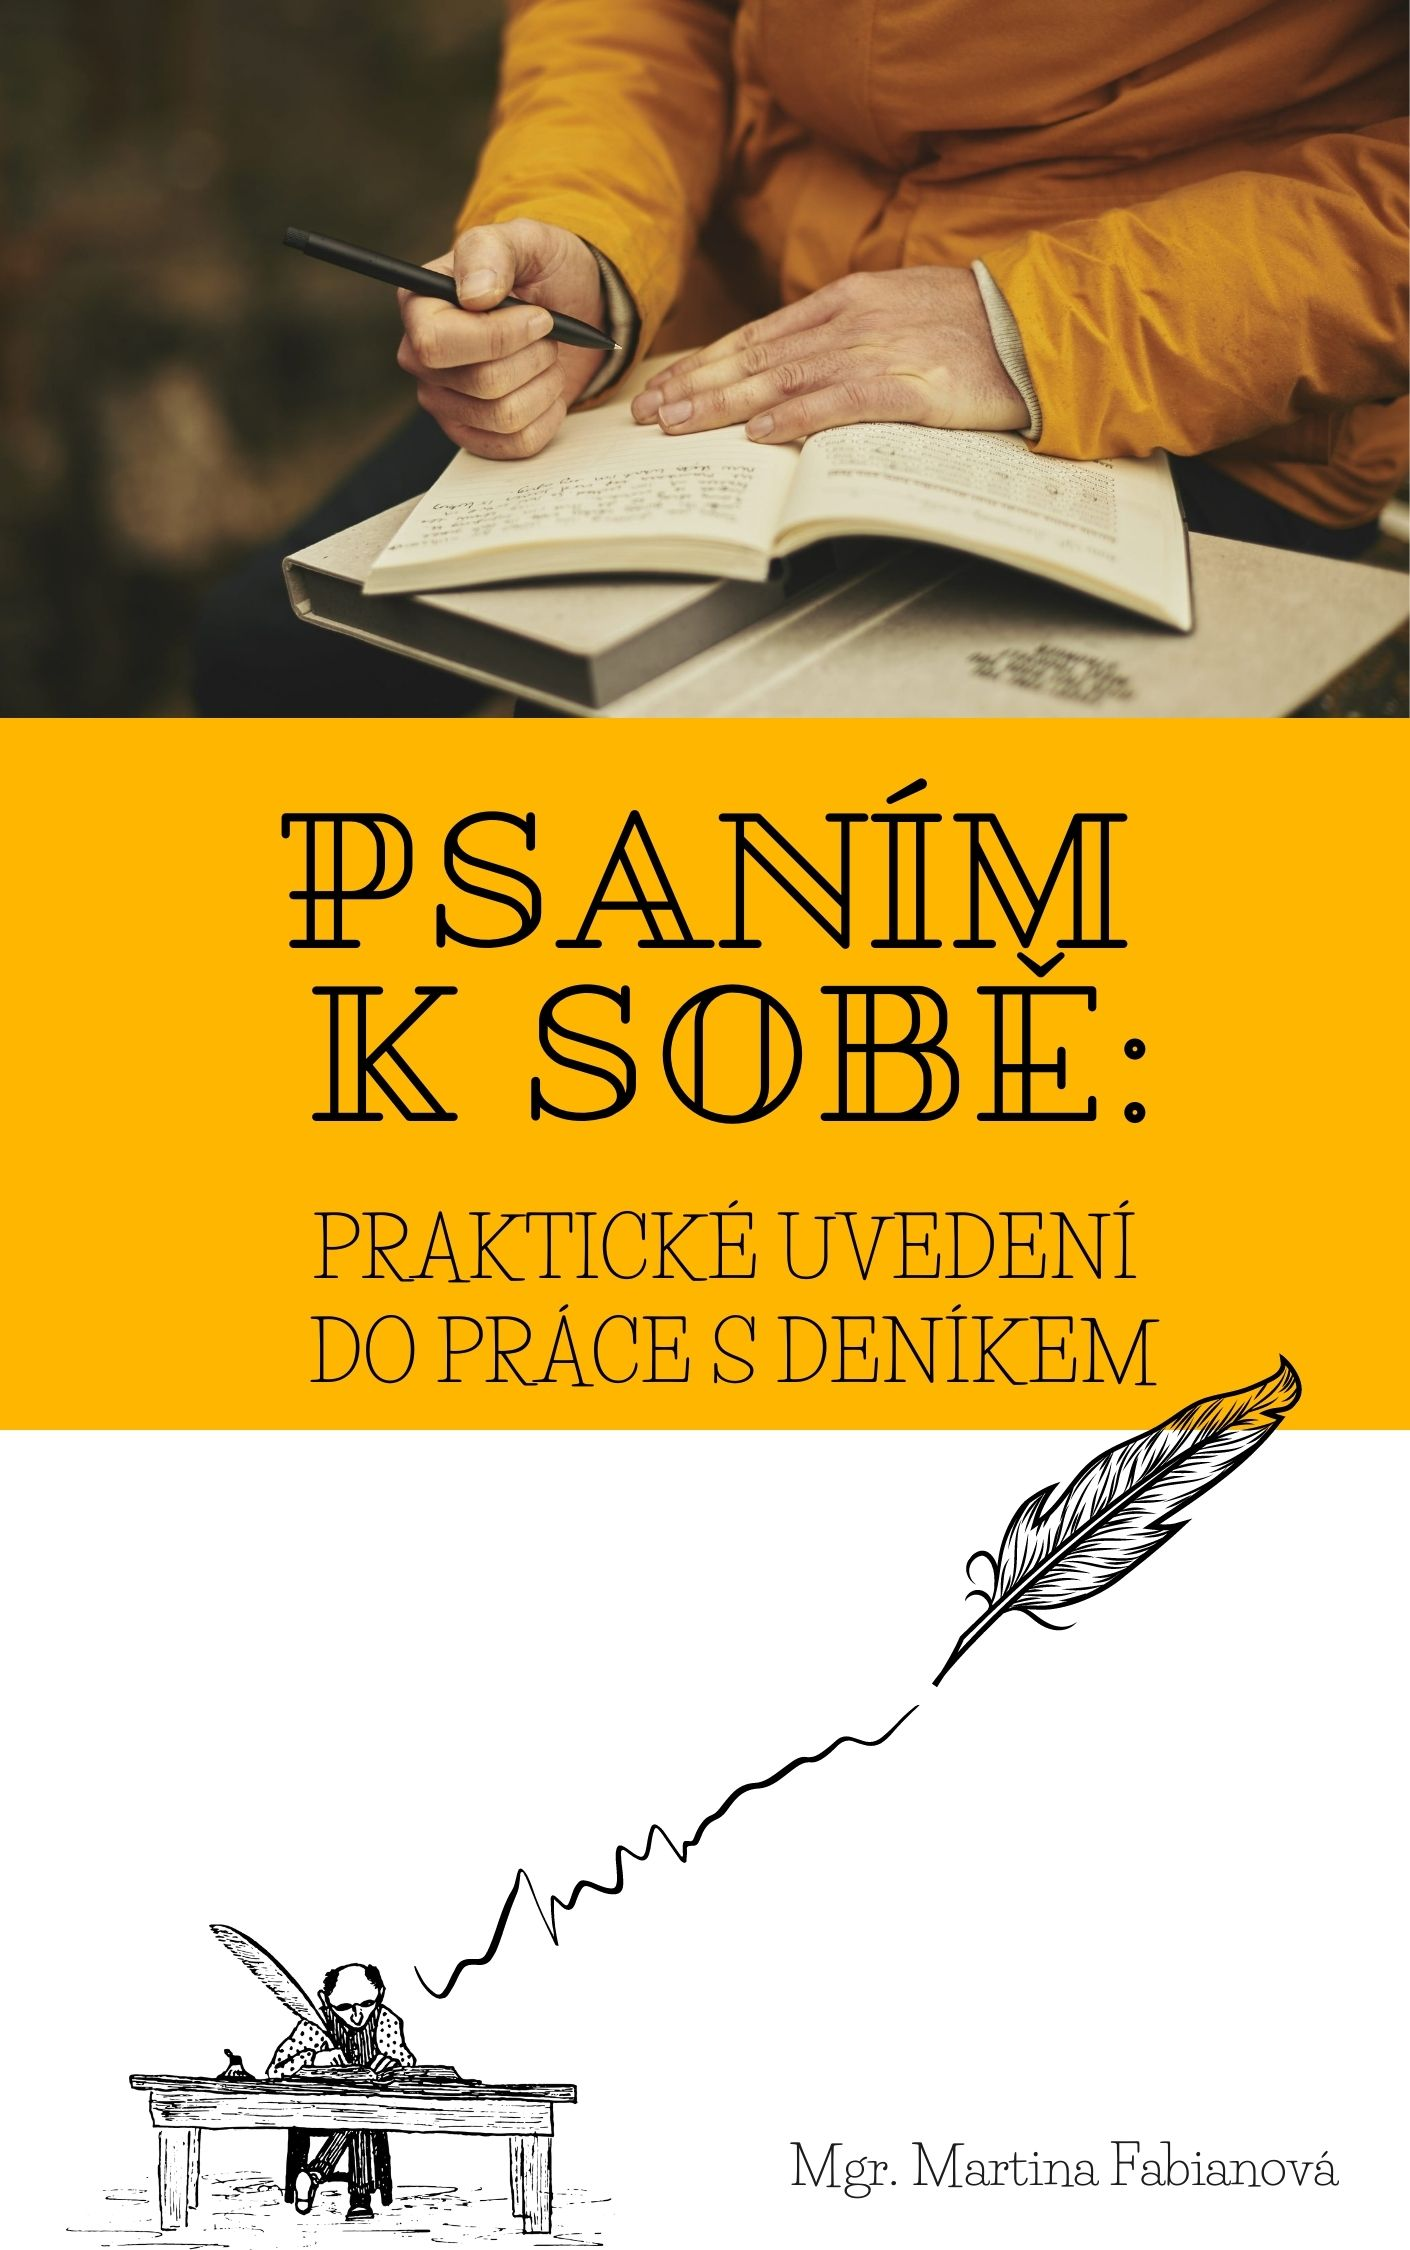 PSANÍM
K SOBĚ:
PRAKTICKÉ UVEDENÍ
DO PRÁCE S DENÍKEM
Mgr. Martina Fabianová